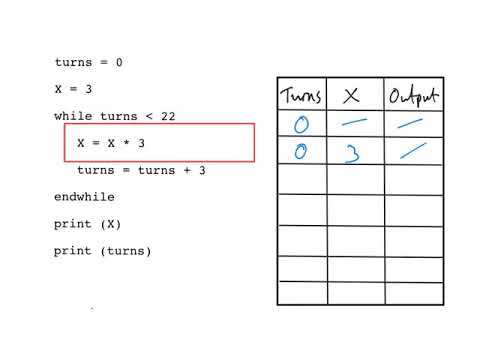 turns = 0
X = 3
while turns < 22
X = X * 3
turns = turns + 3
endwhile
print (X)
print (turns)
Turns X Output
0 — —
0 3 —